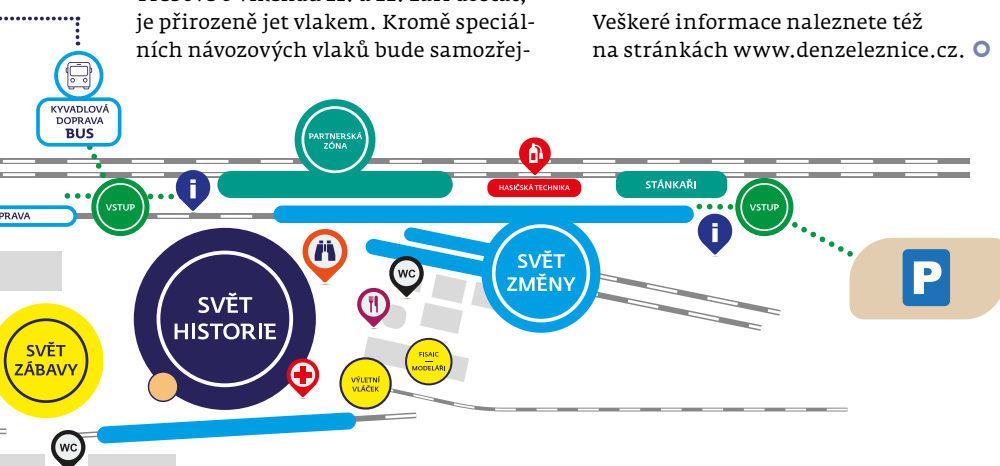 je přirozeně jet vlakem. Kromě speciál-
ních návozových vlaků bude samozřej-
Veškeré informace naleznete též
na stránkách www.denzeleznice.cz.
KYVADLOVÁ
DOPRAVA
BUS
PARTNERSKÁ
ZÓNA
HASIČSKÁ TECHNIKA
STÁNKAŘI
VSTUP
i
VSTUP
PRAVA
i
SVĚT
ZMĚNY
WC
P
SVĚT
HISTORIE
SVĚT
ZÁBAVY
FISAIC
MODELÁŘI
VÝLETNÍ
VLÁČEK
WC